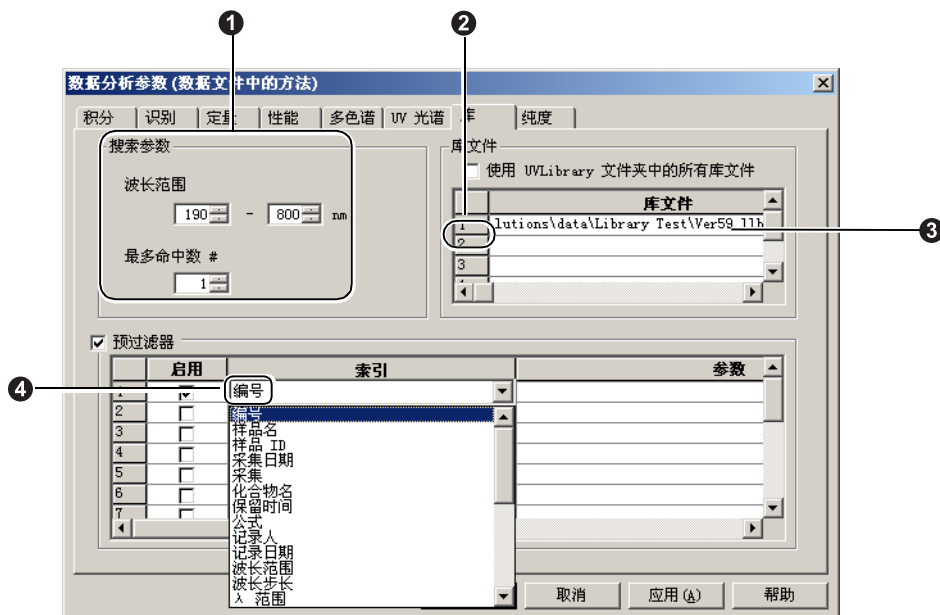 1 2
数据分析参数 (数据文件中的方法)
积分 识别 定量 性能 多色谱 UV 光谱 库 纯度
搜索参数
波长范围
190 - 800 nm
最多命中数 #
1
库文件
使用 UVLibrary 文件夹中的所有库文件
库文件
1 lutions\data\Library Test\Ver59_llb
2
3
3
预过滤器
启用 索引 参数
4
1 编号
2
3
4
5
6
7
编号
样品名
样品 ID
采集日期
采集
化合物名
保留时间
公式
记录人
记录日期
波长范围
波长步长
λ 范围
取消 应用(A) 帮助